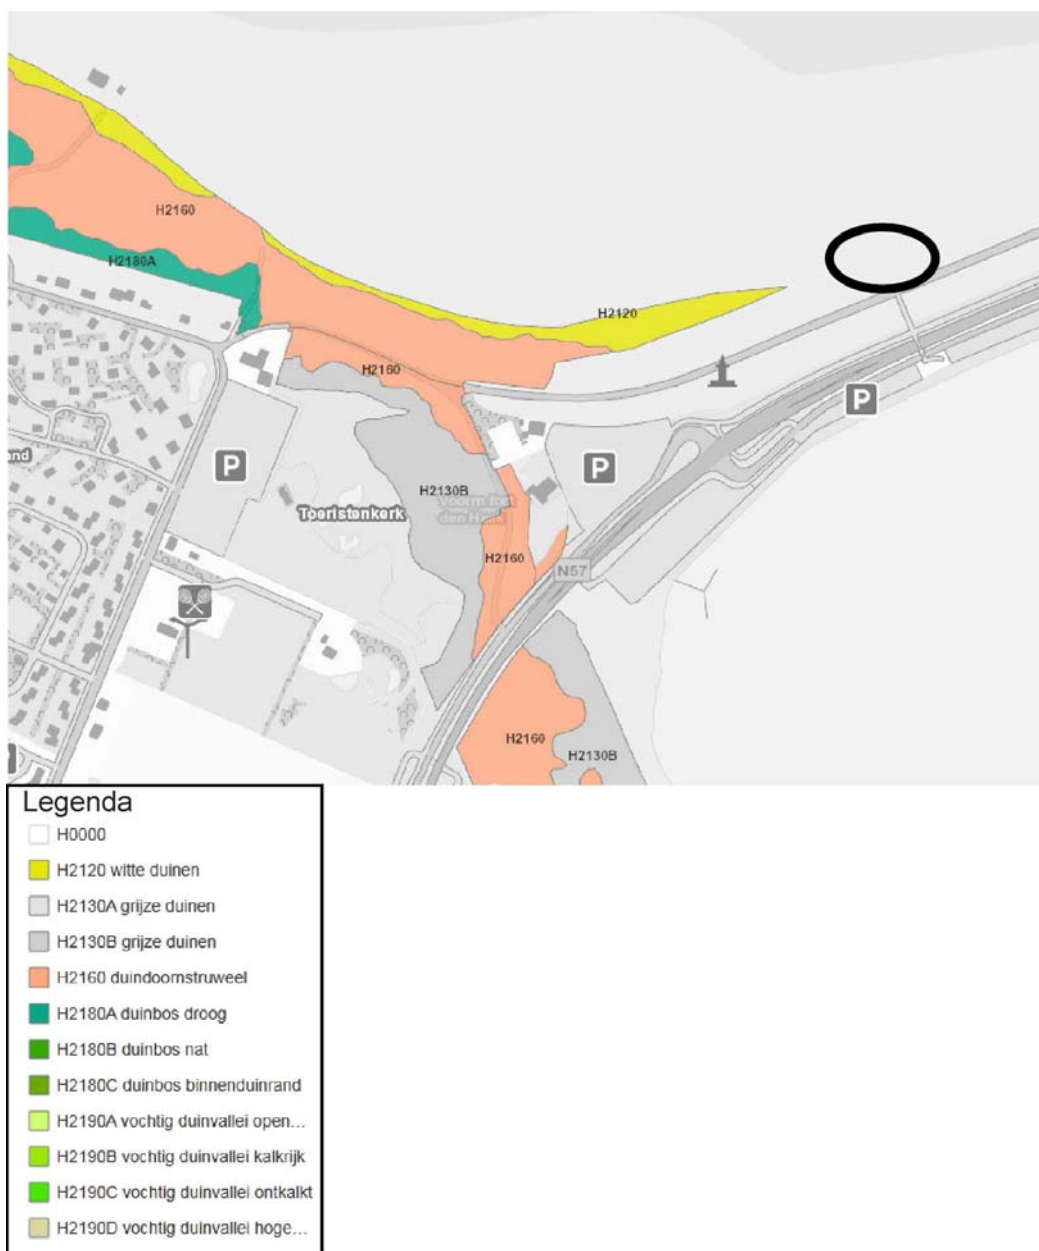 H2160
H2180A
H2120
H2160
P
P
and
H2130B
P
Toeristenkerk
H2160
N57
H2160
H2130B
Legenda
H0000
H2120 witte duinen
H2130A grijze duinen
H2130B grijze duinen
H2160 duindoornstruweel
H2180A duinbos droog
H2180B duinbos nat
H2180C duinbos binnenduinrand
H2190A vochtig duinvallei open...
H2190B vochtig duinvallei kalkrijk
H2190C vochtig duinvallei ontkalkt
H2190D vochtig duinvallei hoge...